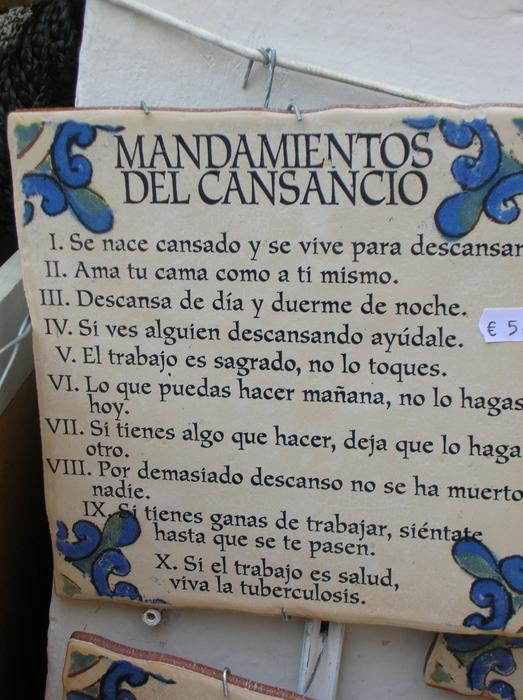 MANDAMIENTOS
DEL CANSANCIO
I. Se nace cansado y se vive para descansar
II. Ama tu cama como a ti mismo.
III. Descansa de día y duerme de noche.
IV. Si ves alguien descansando ayúdale.
€ 5
V. El trabajo es sagrado, no lo toques.
VI. Lo que puedas hacer mañana, no lo hagas
hoy.
VII. Si tienes algo que hacer, deja que lo haga
otro.
VIII. Por demasiado descanso no se ha muerto
nadie.
IX. Si tienes ganas de trabajar, siéntate
hasta que se te pasen.
X. Si el trabajo es salud,
viva la tuberculosis.